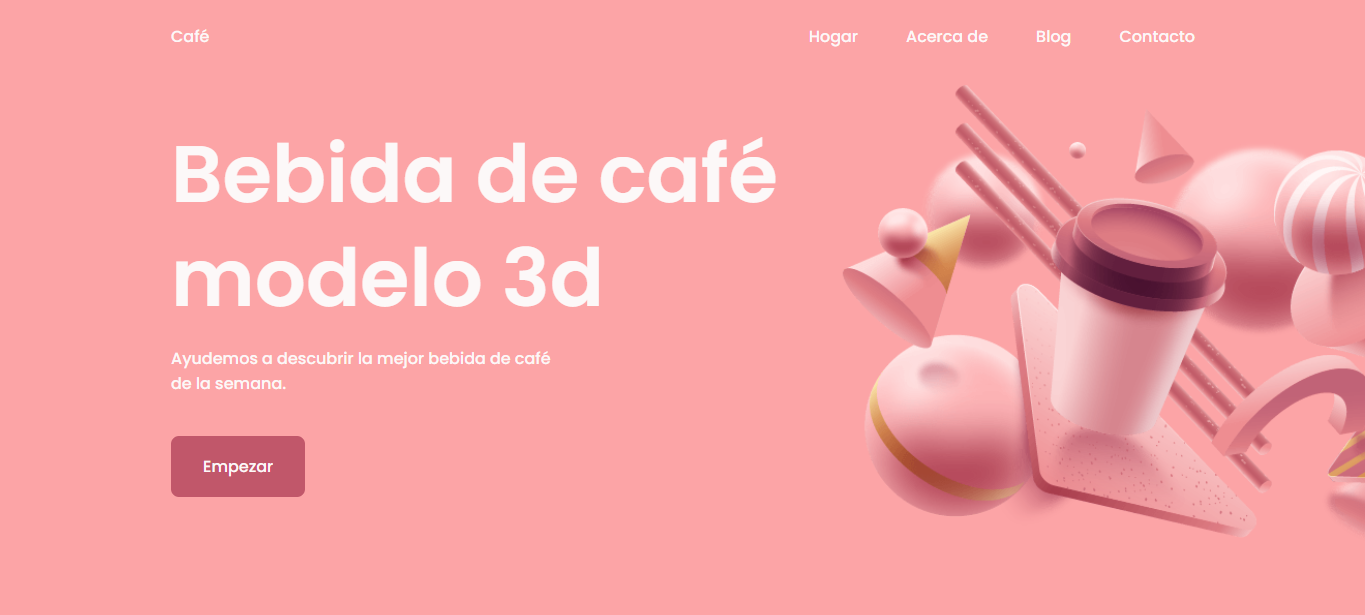 Café
Hogar
Acerca de
Blog
Contacto
Bebida de café
modelo 3d
Ayudemos a descubrir la mejor bebida de café
de la semana.
Empezar